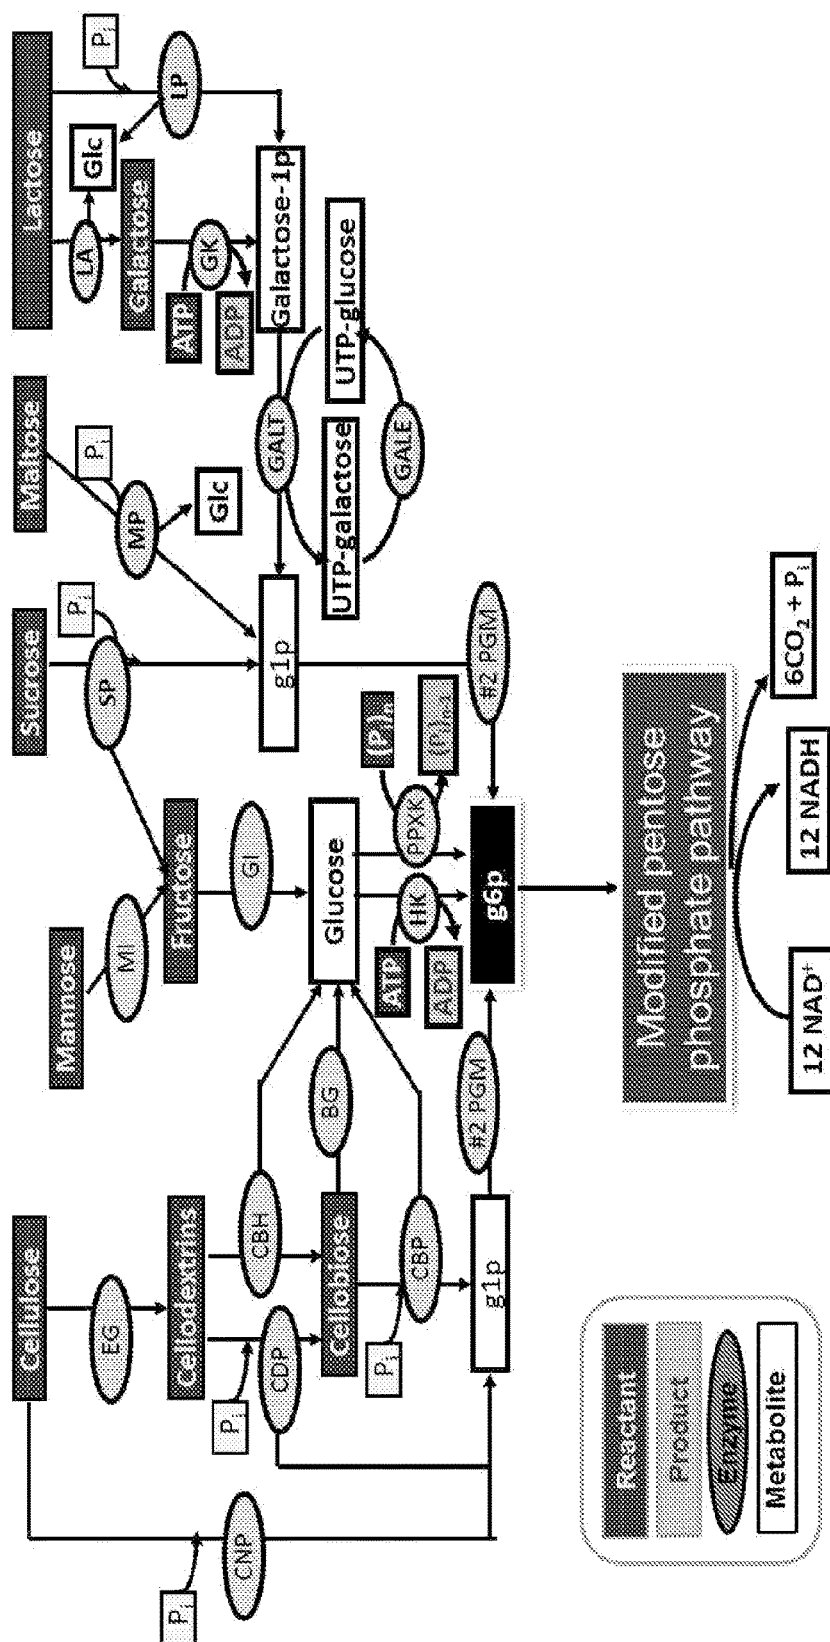 Cellulose
Mannose
Sucrose
Maltose
Lactose
P i
CNP
EG
MI
SP
P i
P i
MP
LA
Glc
P i
LP
Cellodextrins
Fructose
Galactose
P i
CDP
CBH
GI
Glc
ATP
GK
ADP
Cellobiose
BG
Glucose
g1p
GALT
Galactose-1p
P i
CBP
ATP
HK
PPXK
(P i ) n
UTP-galactose
UTP-glucose
ADP
(P i ) n-1
GALE
g1p
#2 PGM
g6p
#2 PGM
Modified pentose
phosphate pathway
12 NAD+
12 NADH
6CO2 + Pi
Reactant
Product
Enzyme
Metabolite